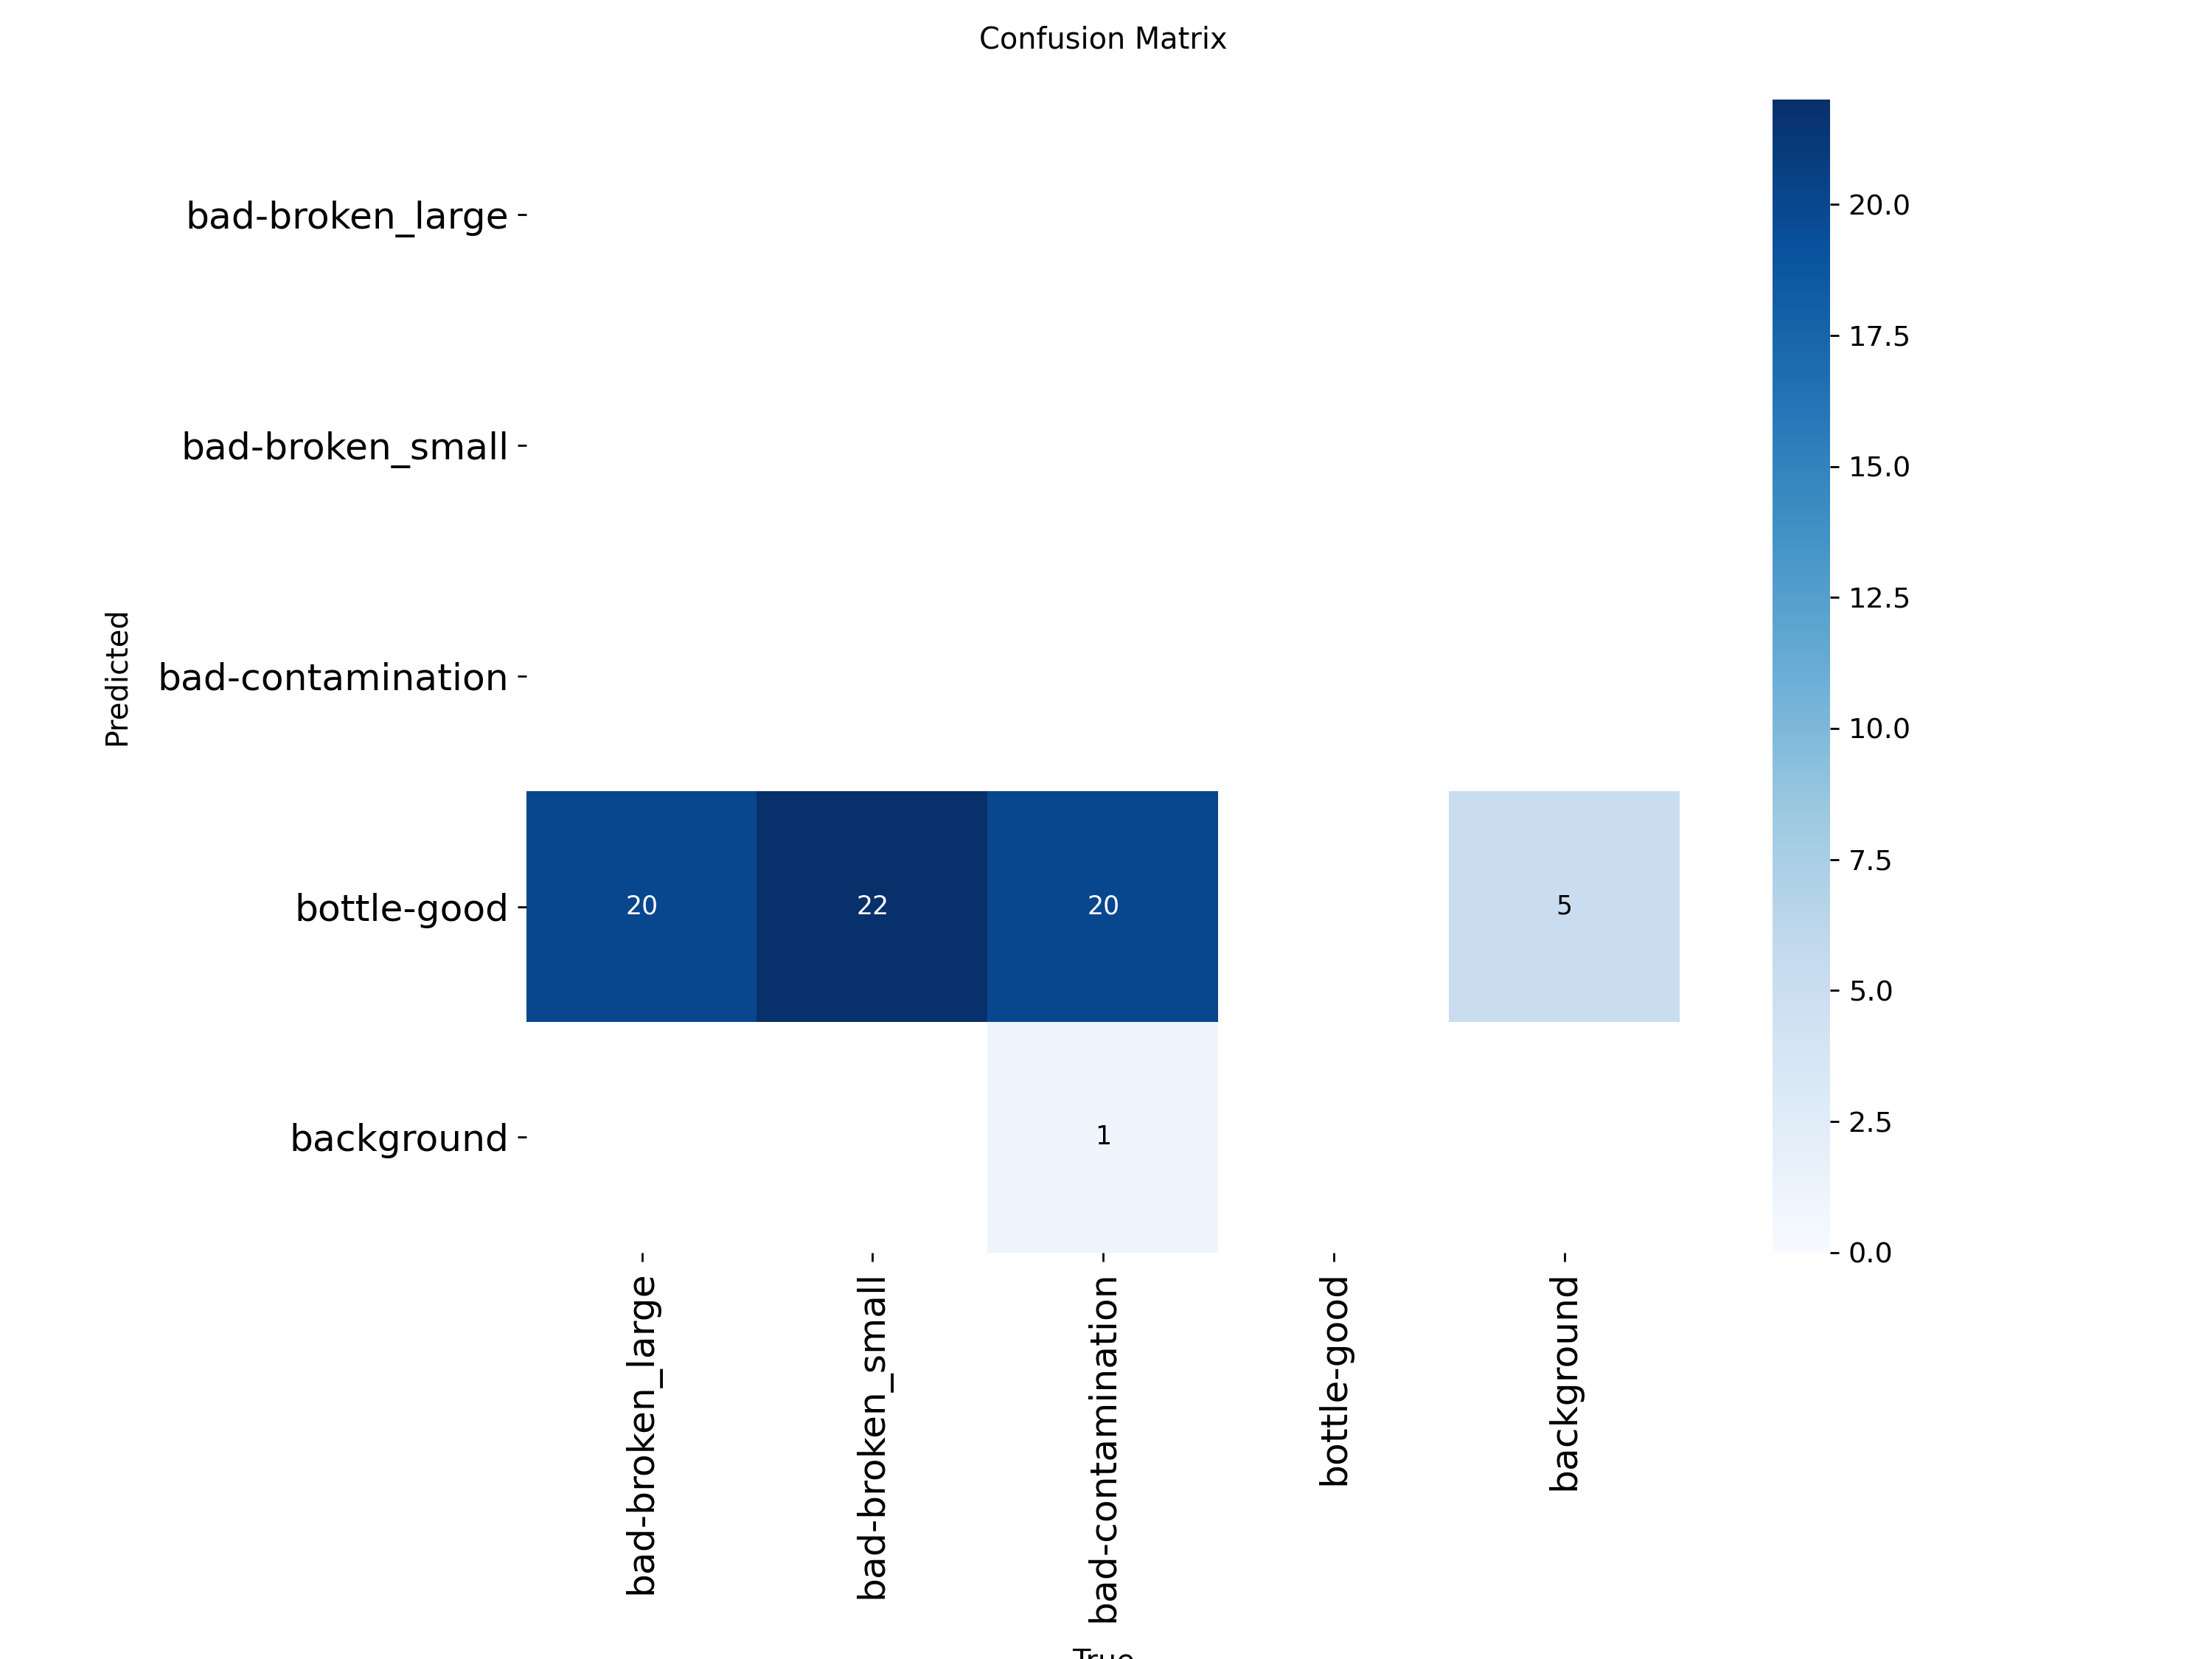 Confusion Matrix
bad-broken_large
bad-broken_small
bad-contamination
bottle-good
background
Predicted
20
22
20
5
1
bad-broken_large
bad-broken_small
bad-contamination
bottle-good
background
True
20.0
17.5
15.0
12.5
10.0
7.5
5.0
2.5
0.0